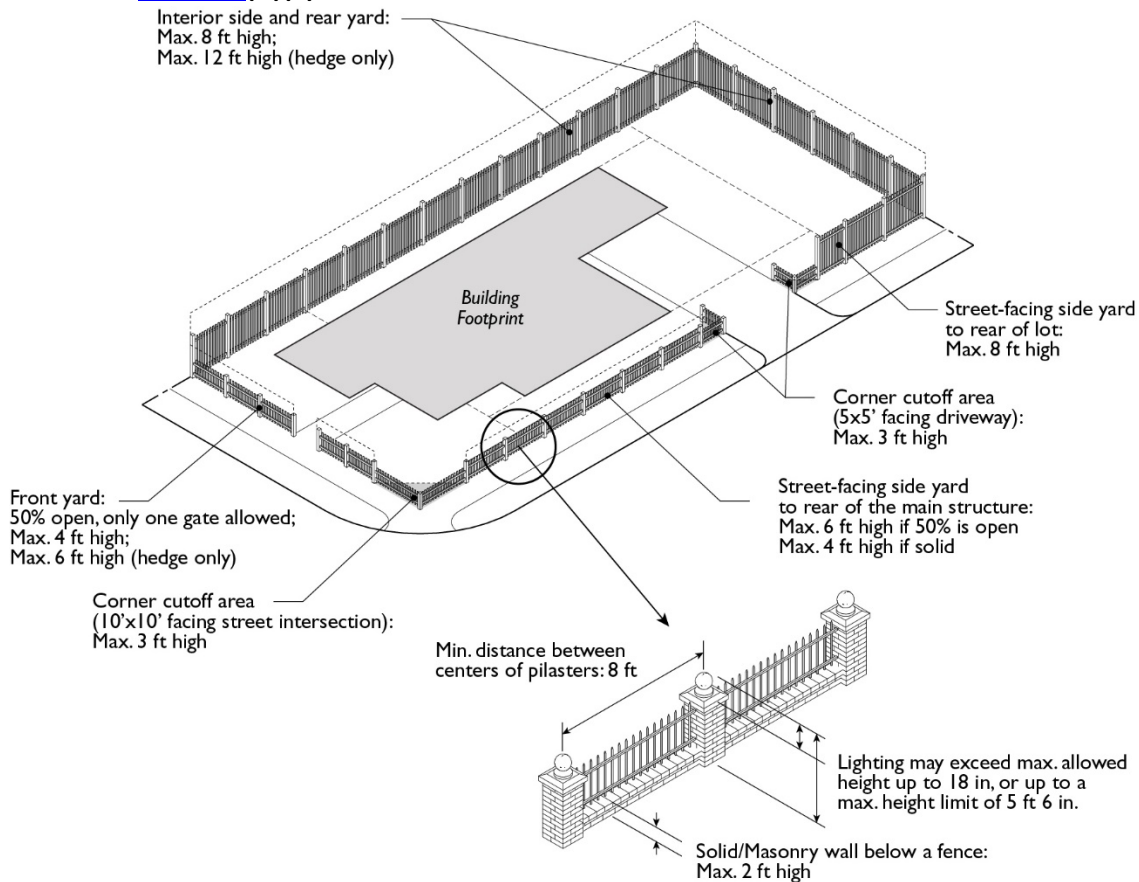 Interior side and rear yard:
Max. 8 ft high;
Max. 12 ft high (hedge only)
Building
Footprint
Street-facing side yard
to rear of lot:
Max. 8 ft high
Corner cutoff area
(5x5' facing driveway):
Max. 3 ft high
Front yard:
50% open, only one gate allowed;
Max. 4 ft high;
Max. 6 ft high (hedge only)
Street-facing side yard
to rear of the main structure:
Max. 6 ft high if 50% is open
Max. 4 ft high if solid
Corner cutoff area
(10'x10' facing street intersection):
Max. 3 ft high
Min. distance between
centers of pilasters: 8 ft
Lighting may exceed max. allowed
height up to 18 in, or up to a
max. height limit of 5 ft 6 in.
Solid/Masonry wall below a fence:
Max. 2 ft high